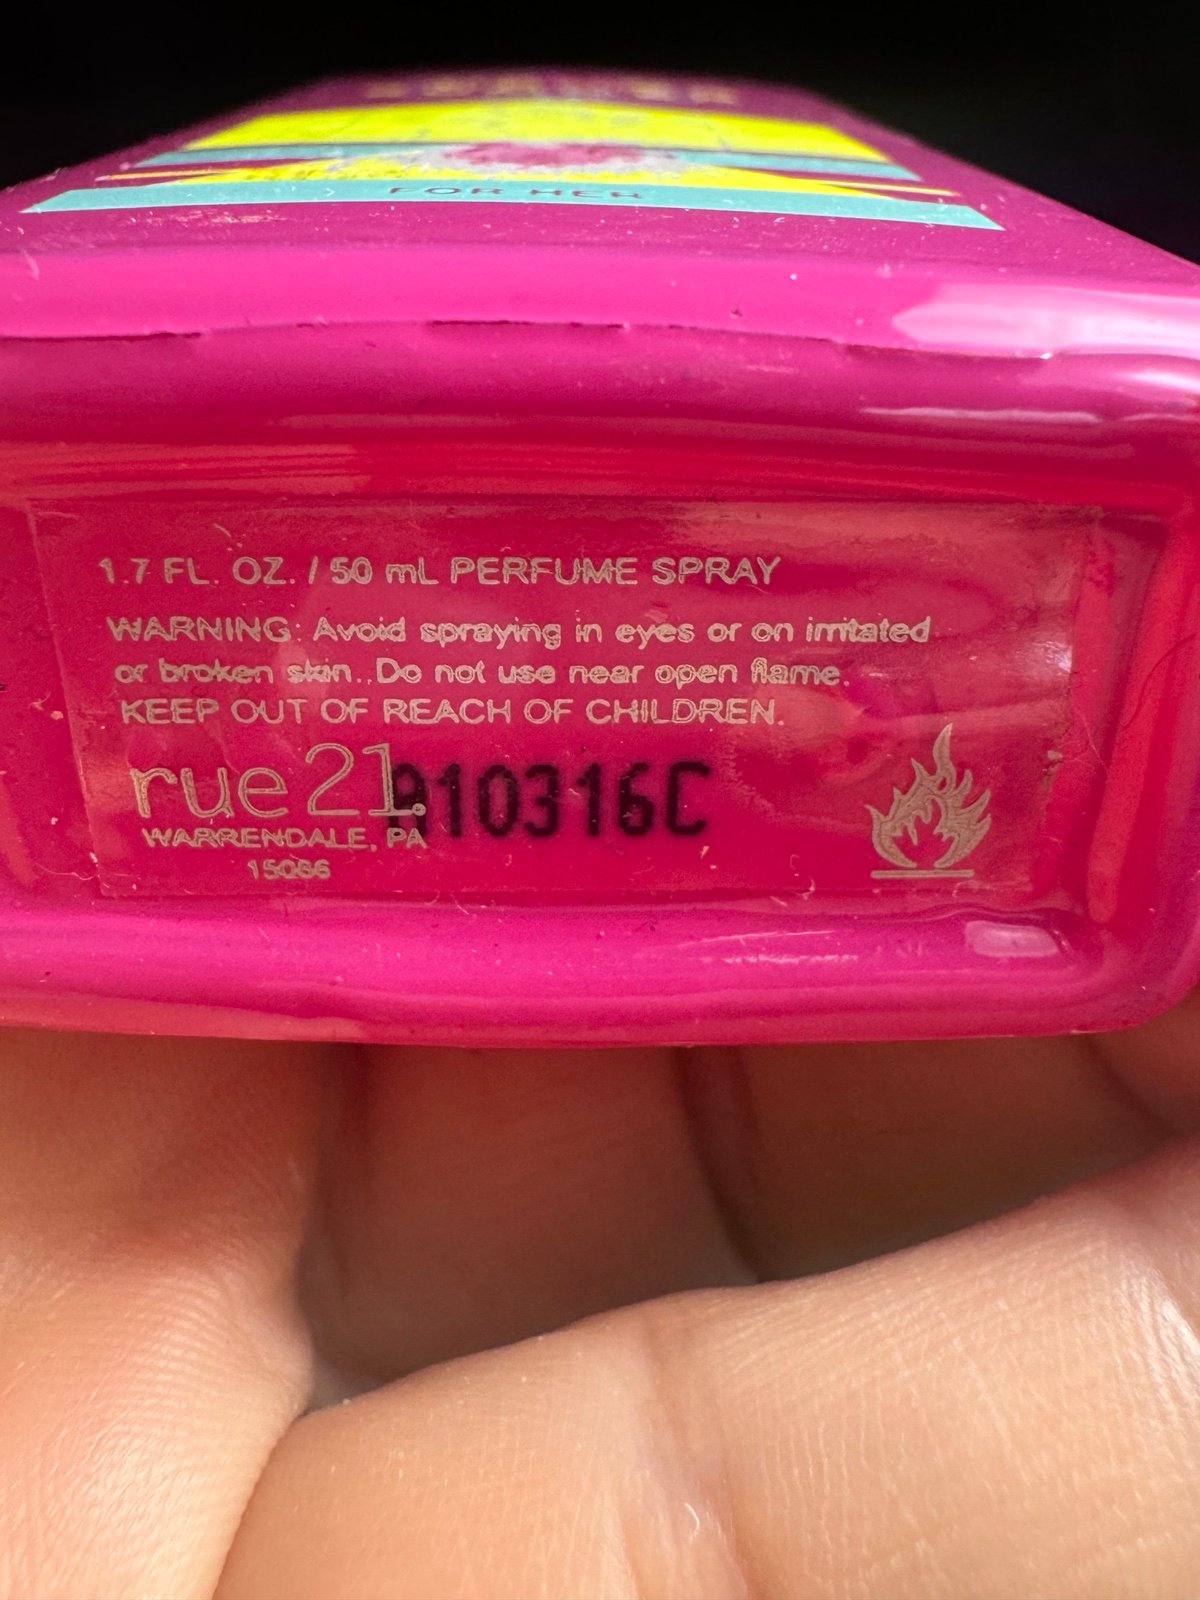 FOR HER
1.7 FL. OZ. / 50 mL PERFUME SPRAY
WARNING: Avoid spraying in eyes or on irritated
or broken skin. Do not use near open flame.
KEEP OUT OF REACH OF CHILDREN.
rue21. 910316C
WARRENDALE, PA
15086